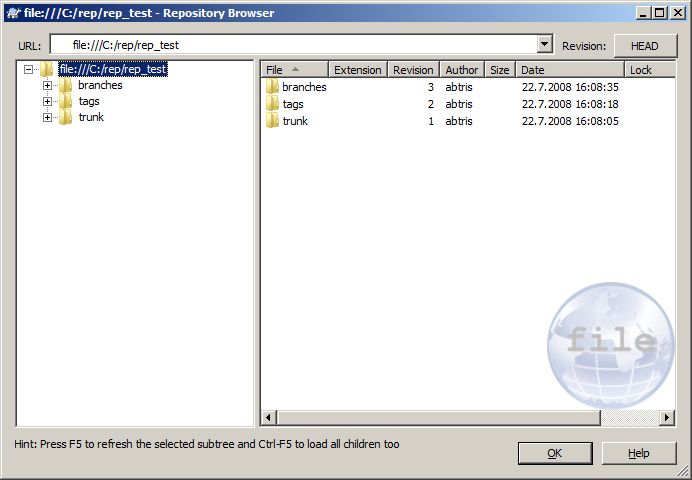 file:///C:/rep/rep_test - Repository Browser
URL: file:///C:/rep/rep_test Revision: HEAD
file:///C:/rep/rep_test
branches
tags
trunk
File Extension Revision Author Size Date Lock
branches 3 abtris 22.7.2008 16:08:35
tags 2 abtris 22.7.2008 16:08:18
trunk 1 abtris 22.7.2008 16:08:05
file
Hint: Press F5 to refresh the selected subtree and Ctrl-F5 to load all children too
OK Help